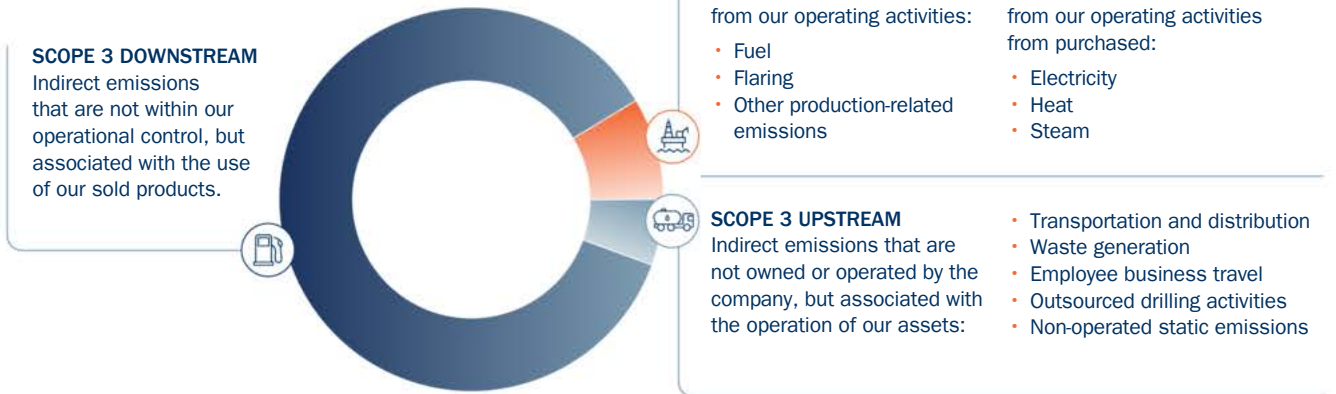 SCOPE 3 DOWNSTREAM
Indirect emissions
that are not within our
operational control, but
associated with the use
of our sold products.
from our operating activities:
• Fuel
• Flaring
• Other production-related
emissions
from our operating activities
from purchased:
• Electricity
• Heat
• Steam
SCOPE 3 UPSTREAM
Indirect emissions that are
not owned or operated by the
company, but associated with
the operation of our assets:
• Transportation and distribution
• Waste generation
• Employee business travel
• Outsourced drilling activities
• Non-operated static emissions